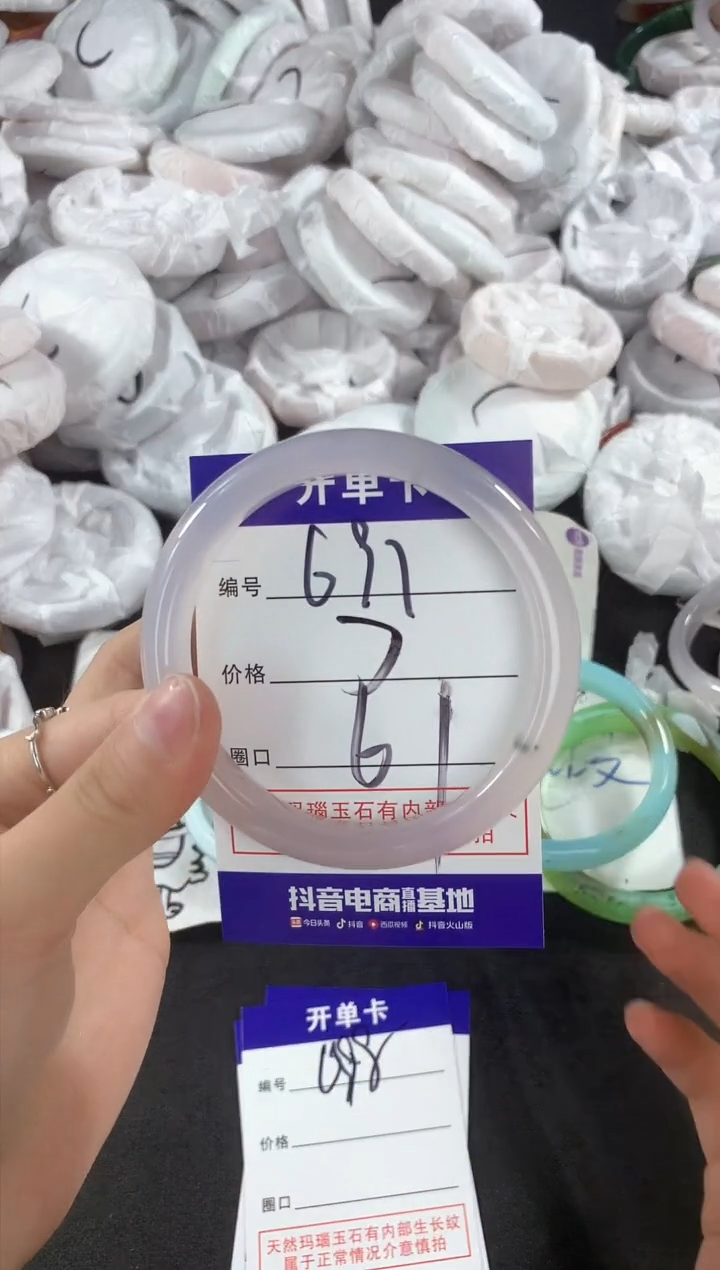 开单卡
编号 697
价格 7
圈口 61
玛瑙玉石有内部
拍
抖音电商直播基地
今日头条 抖音 西瓜视频 抖音火山版
开单卡
编号 698
价格
圈口
天然玛瑙玉石有内部生长纹
属于正常情况介意慎拍